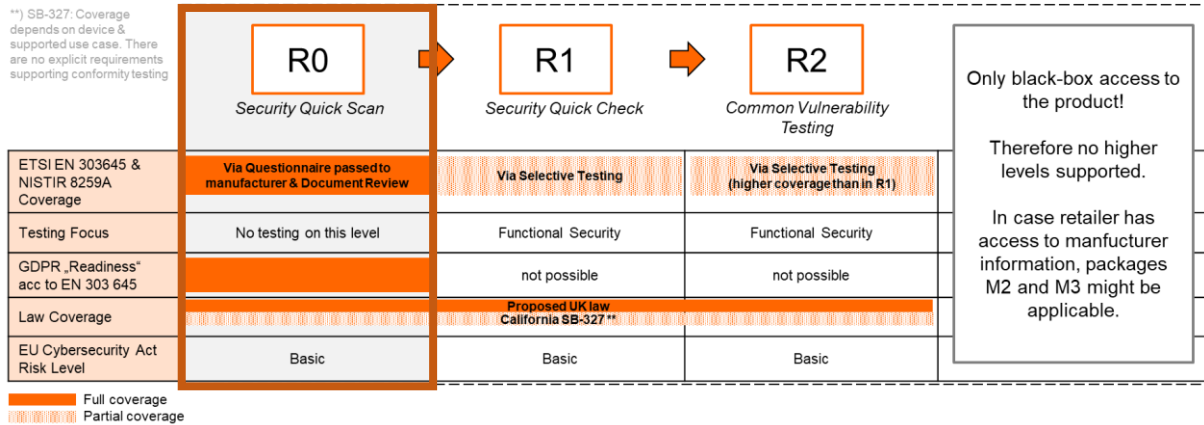 **) SB-327: Coverage
depends on device &
supported use case. There
are no explicit requirements
supporting conformity testing
R0
R1
R2
Security Quick Scan
Security Quick Check
Common Vulnerability
Testing
ETSI EN 303645 &
NISTIR 8259A
Coverage
Via Questionnaire passed to
manufacturer & Document Review
Via Selective Testing
Via Selective Testing
(higher coverage than in R1)
Testing Focus
No testing on this level
Functional Security
Functional Security
GDPR „Readiness“
acc to EN 303 645
not possible
not possible
Law Coverage
Proposed UK law
California SB-327 **
EU Cybersecurity Act
Risk Level
Basic
Basic
Basic
Only black-box access to
the product!
Therefore no higher
levels supported.
In case retailer has
access to manfucturer
information, packages
M2 and M3 might be
applicable.
Full coverage
Partial coverage